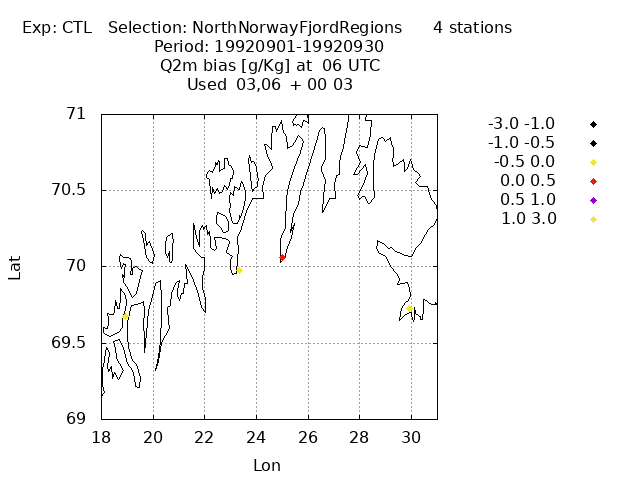 Exp: CTL   Selection: NorthNorwayFjordRegions      4 stations
Period: 19920901-19920930
Q2m bias [g/Kg] at  06 UTC
Used  03,06  + 00 03
71
70.5
70
69.5
69
Lat
18 20 22 24 26 28 30
Lon
-3.0 -1.0
-1.0 -0.5
-0.5 0.0
0.0 0.5
0.5 1.0
1.0 3.0